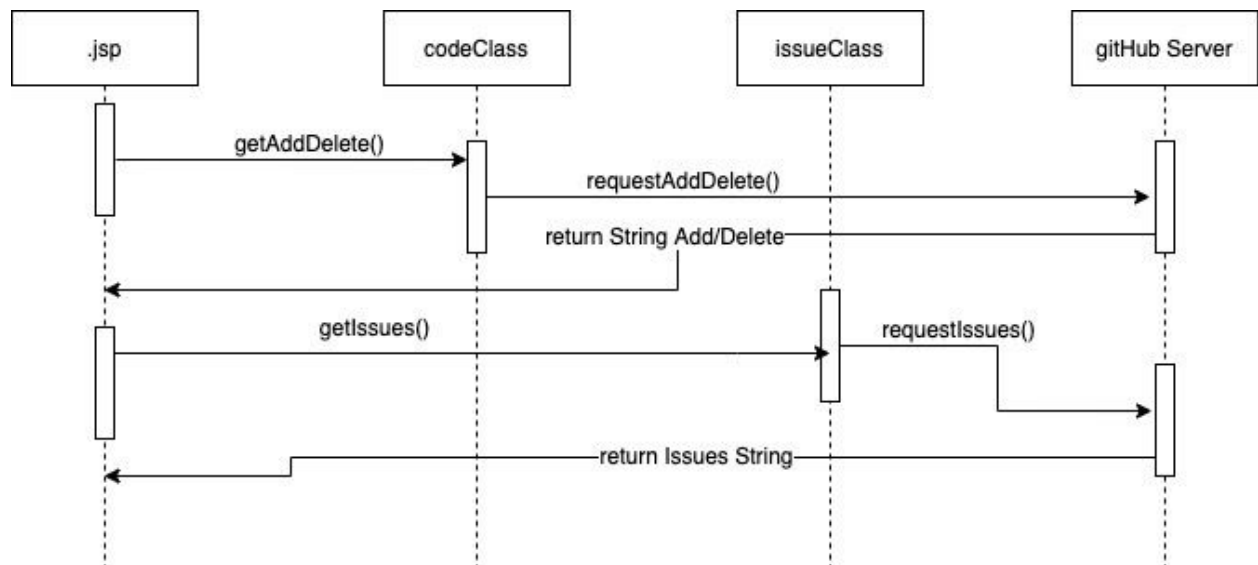 .jsp
codeClass
issueClass
gitHub Server
getAddDelete()
requestAddDelete()
return String Add/Delete
getIssues()
requestIssues()
return Issues String